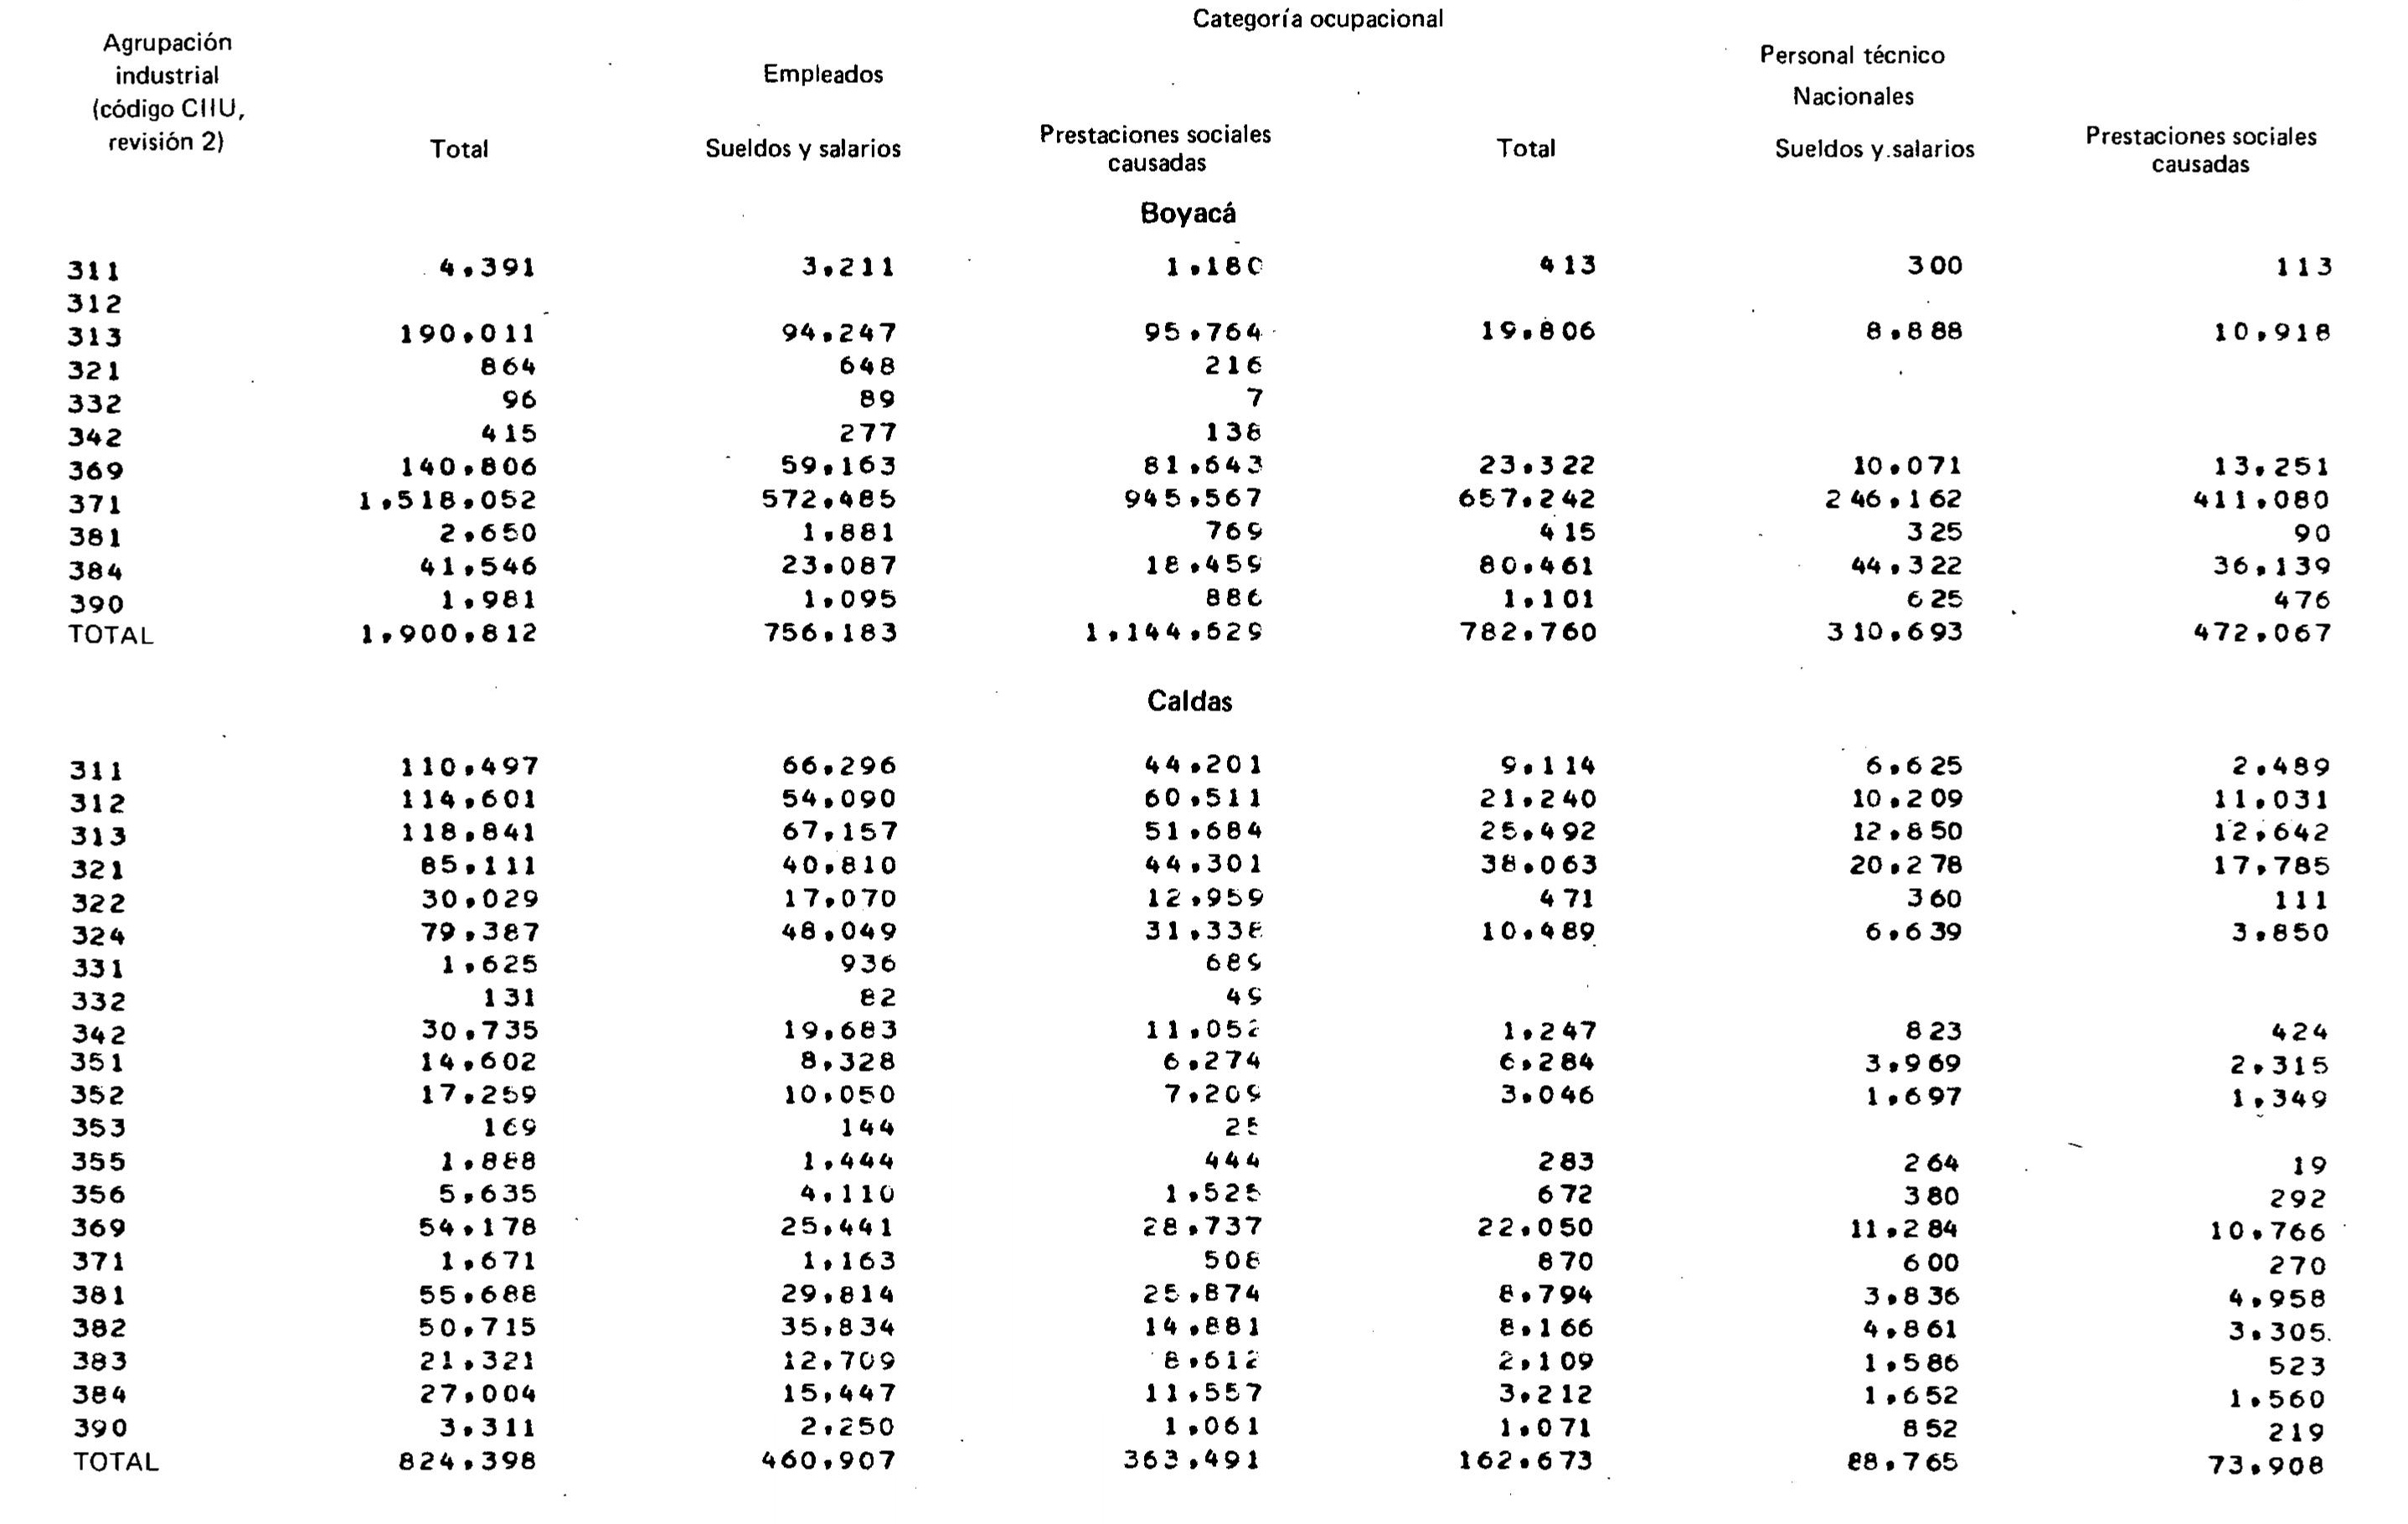 Categoría ocupacional
Agrupación industrial (código CIIU, revisión 2)
Empleados
Personal técnico
Nacionales
Total Sueldos y salarios Prestaciones sociales causadas Total Sueldos y salarios Prestaciones sociales causadas
Boyacá
311 4,391 3,211 1,180 413 300 113
312
313 190,011 94,247 95,764 19,806 8,888 10,918
321 864 648 216
332 96 89 7
342 415 277 138
369 140,806 59,163 81,643 23,322 10,071 13,251
371 1,518,052 572,485 945,567 657,242 246,162 411,080
381 2,650 1,881 769 415 325 90
384 41,546 23,087 18,459 80,461 44,322 36,139
390 1,981 1,095 886 1,101 625 476
TOTAL 1,900,812 756,183 1,144,629 782,760 310,693 472,067
Caldas
311 110,497 66,296 44,201 9,114 6,625 2,489
312 114,601 54,090 60,511 21,240 10,209 11,031
313 118,841 67,157 51,684 25,492 12,850 12,642
321 85,111 40,810 44,301 38,063 20,278 17,785
322 30,029 17,070 12,959 471 360 111
324 79,387 48,049 31,338 10,489 6,639 3,850
331 1,625 936 689
332 131 82 49
342 30,735 19,683 11,052 1,247 823 424
351 14,602 8,328 6,274 6,284 3,969 2,315
352 17,259 10,050 7,209 3,046 1,697 1,349
353 169 144 25
355 1,888 1,444 444 283 264 19
356 5,635 4,110 1,525 672 380 292
369 54,178 25,441 28,737 22,050 11,284 10,766
371 1,671 1,163 508 870 600 270
381 55,688 29,814 25,874 8,794 3,836 4,958
382 50,715 35,834 14,881 8,166 4,861 3,305
383 21,321 12,709 8,612 2,109 1,586 523
384 27,004 15,447 11,557 3,212 1,652 1,560
390 3,311 2,250 1,061 1,071 852 219
TOTAL 824,398 460,907 363,491 162,673 88,765 73,908